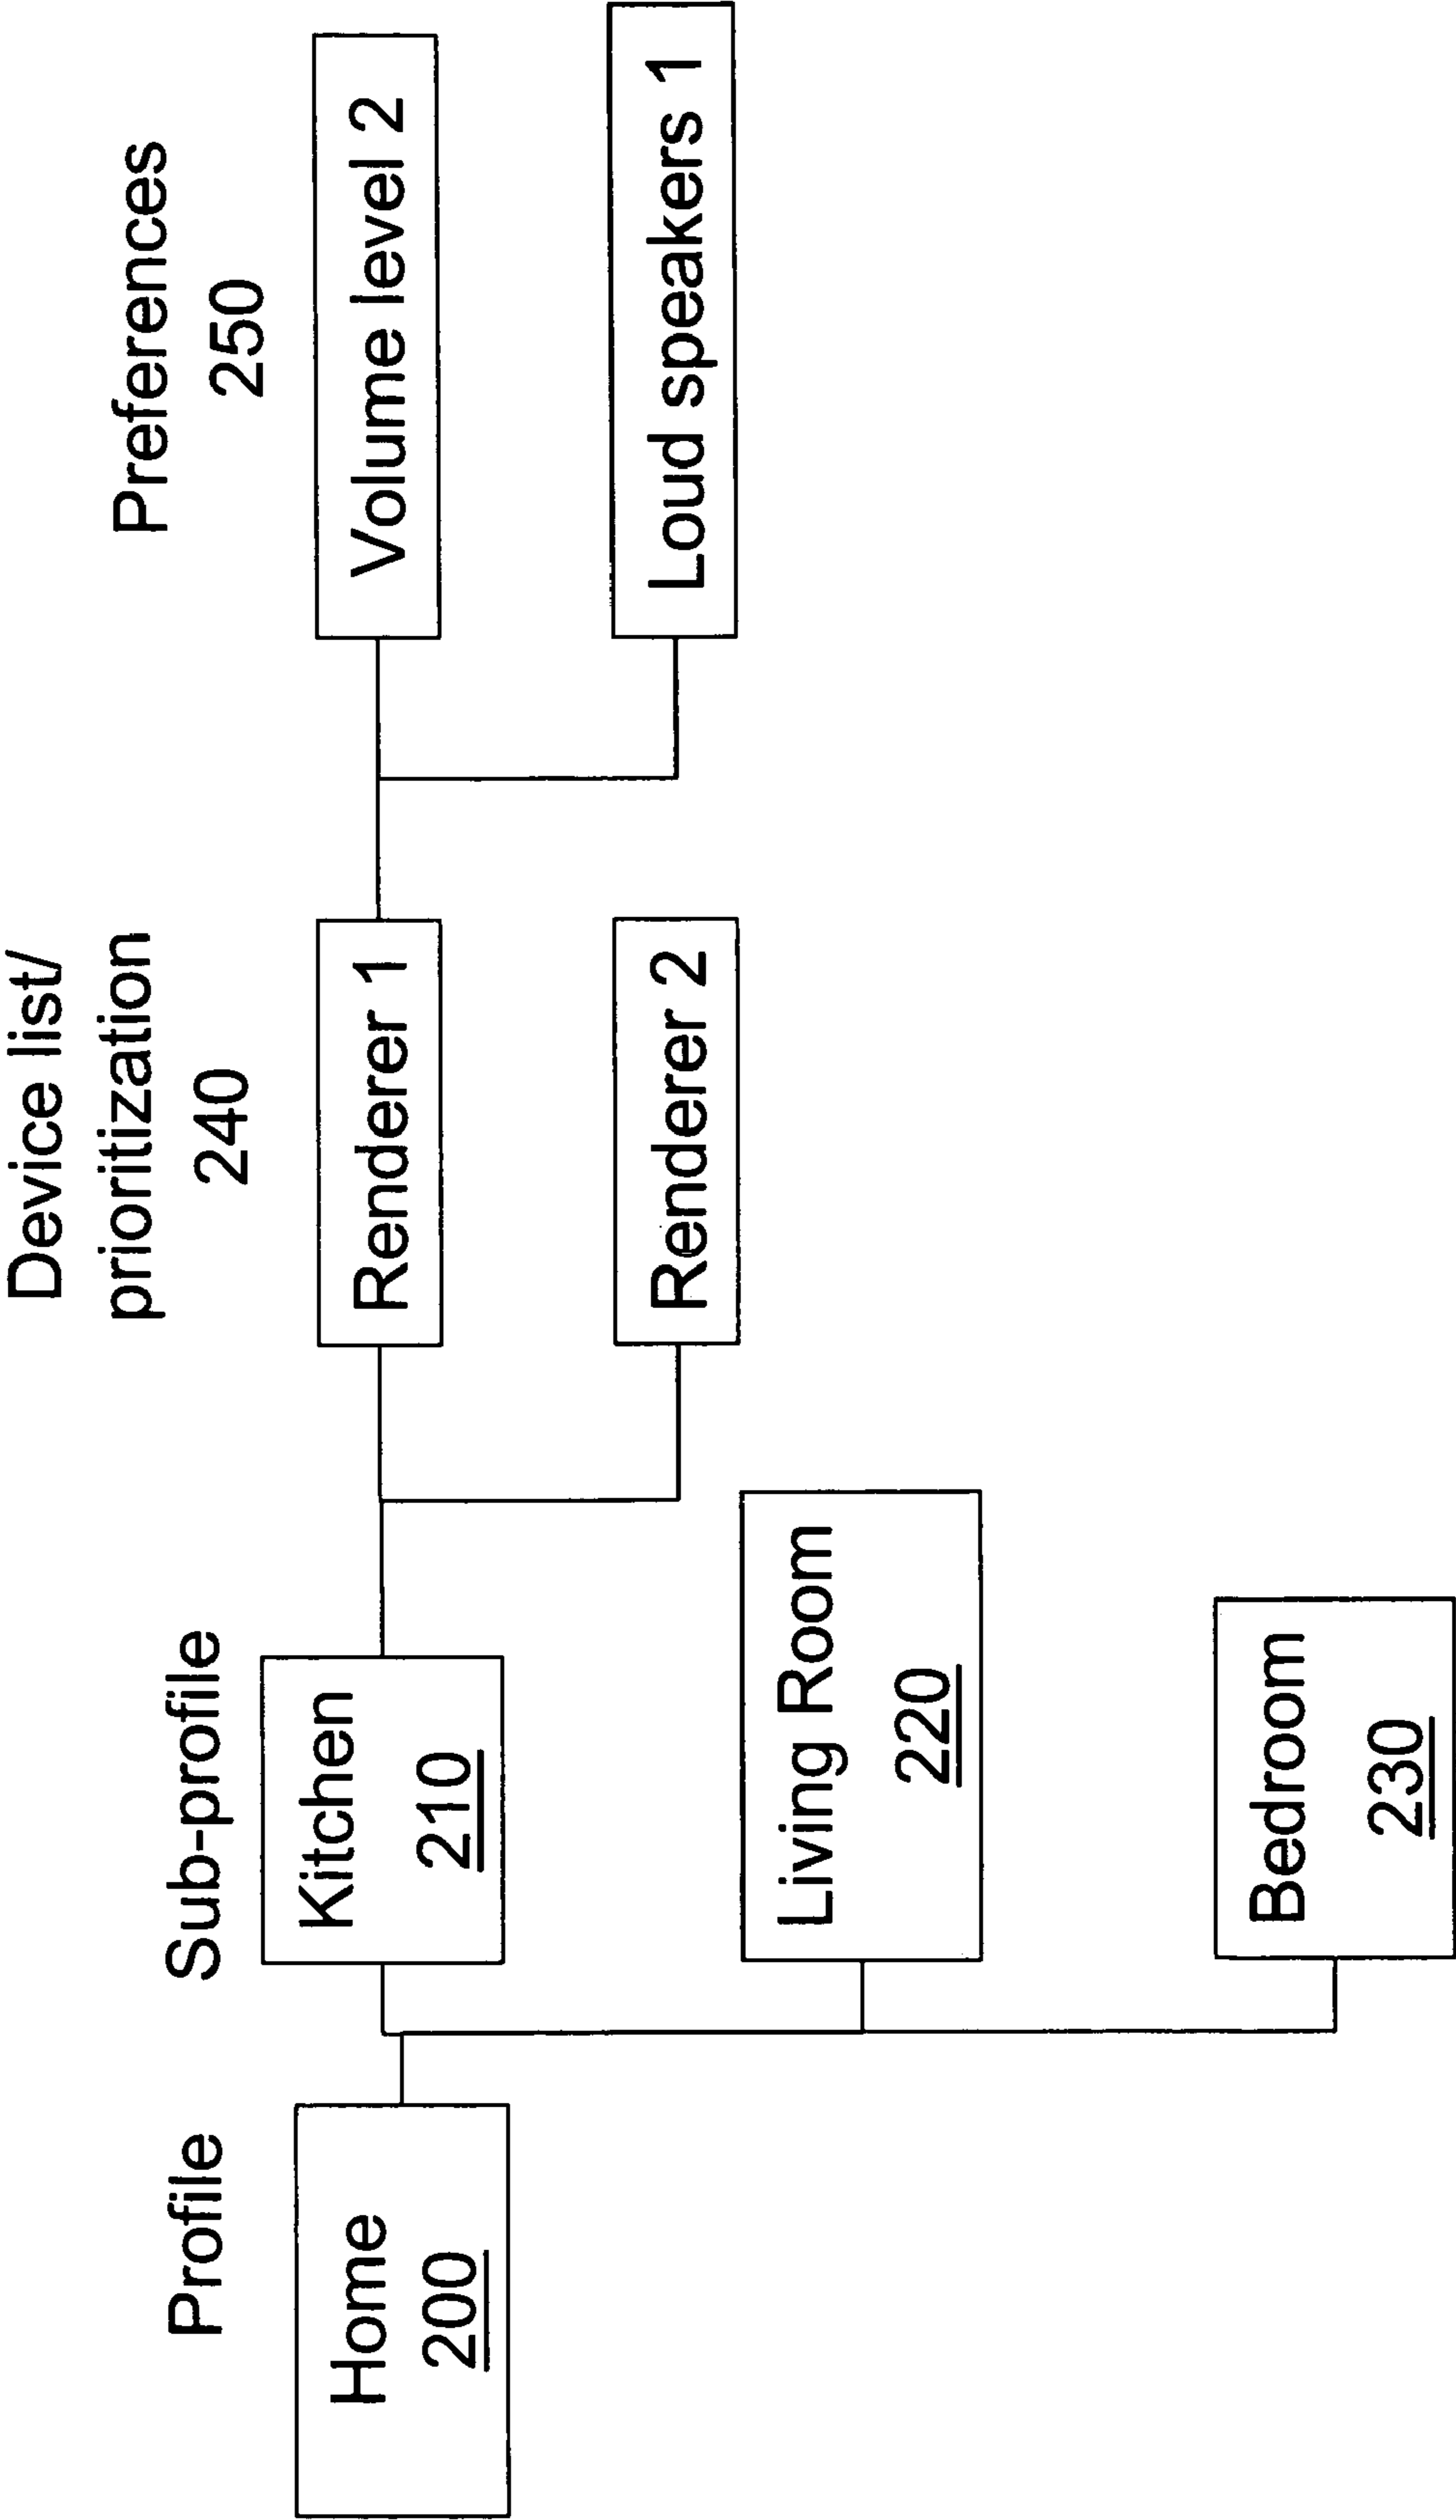 Profile
Home
200
Sub-profile
Kitchen
210
Living Room
220
Bedroom
230
Device list/
prioritization
240
Renderer 1
Renderer 2
Preferences
250
Volume level 2
Loud speakers 1